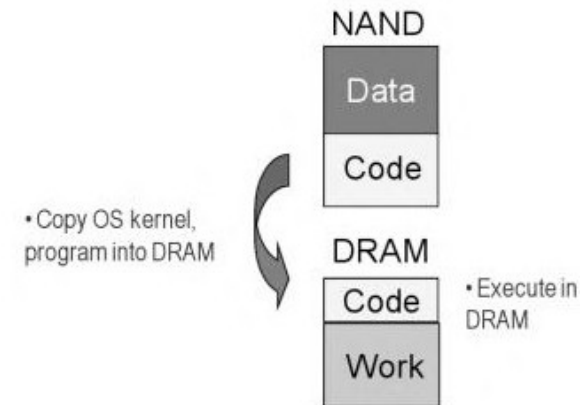 NAND
Data
Code
• Copy OS kernel,
program into DRAM
DRAM
Code
• Execute in
DRAM
Work